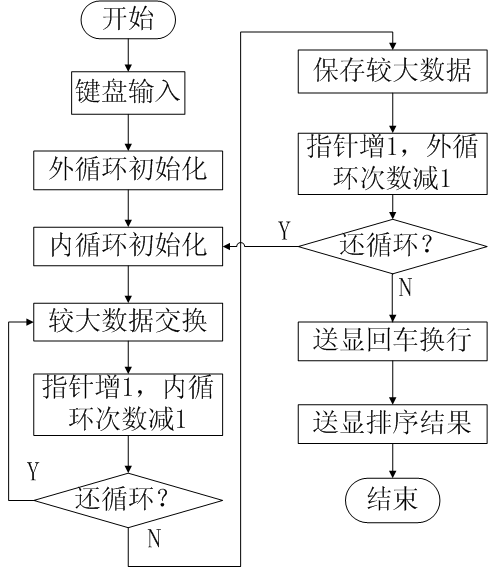 开始
键盘输入
外循环初始化
内循环初始化
较大数据交换
指针增1，内循
环次数减1
Y
还循环？
N
保存较大数据
指针增1，外循
环次数减1
Y
还循环？
N
送显回车换行
送显排序结果
结束